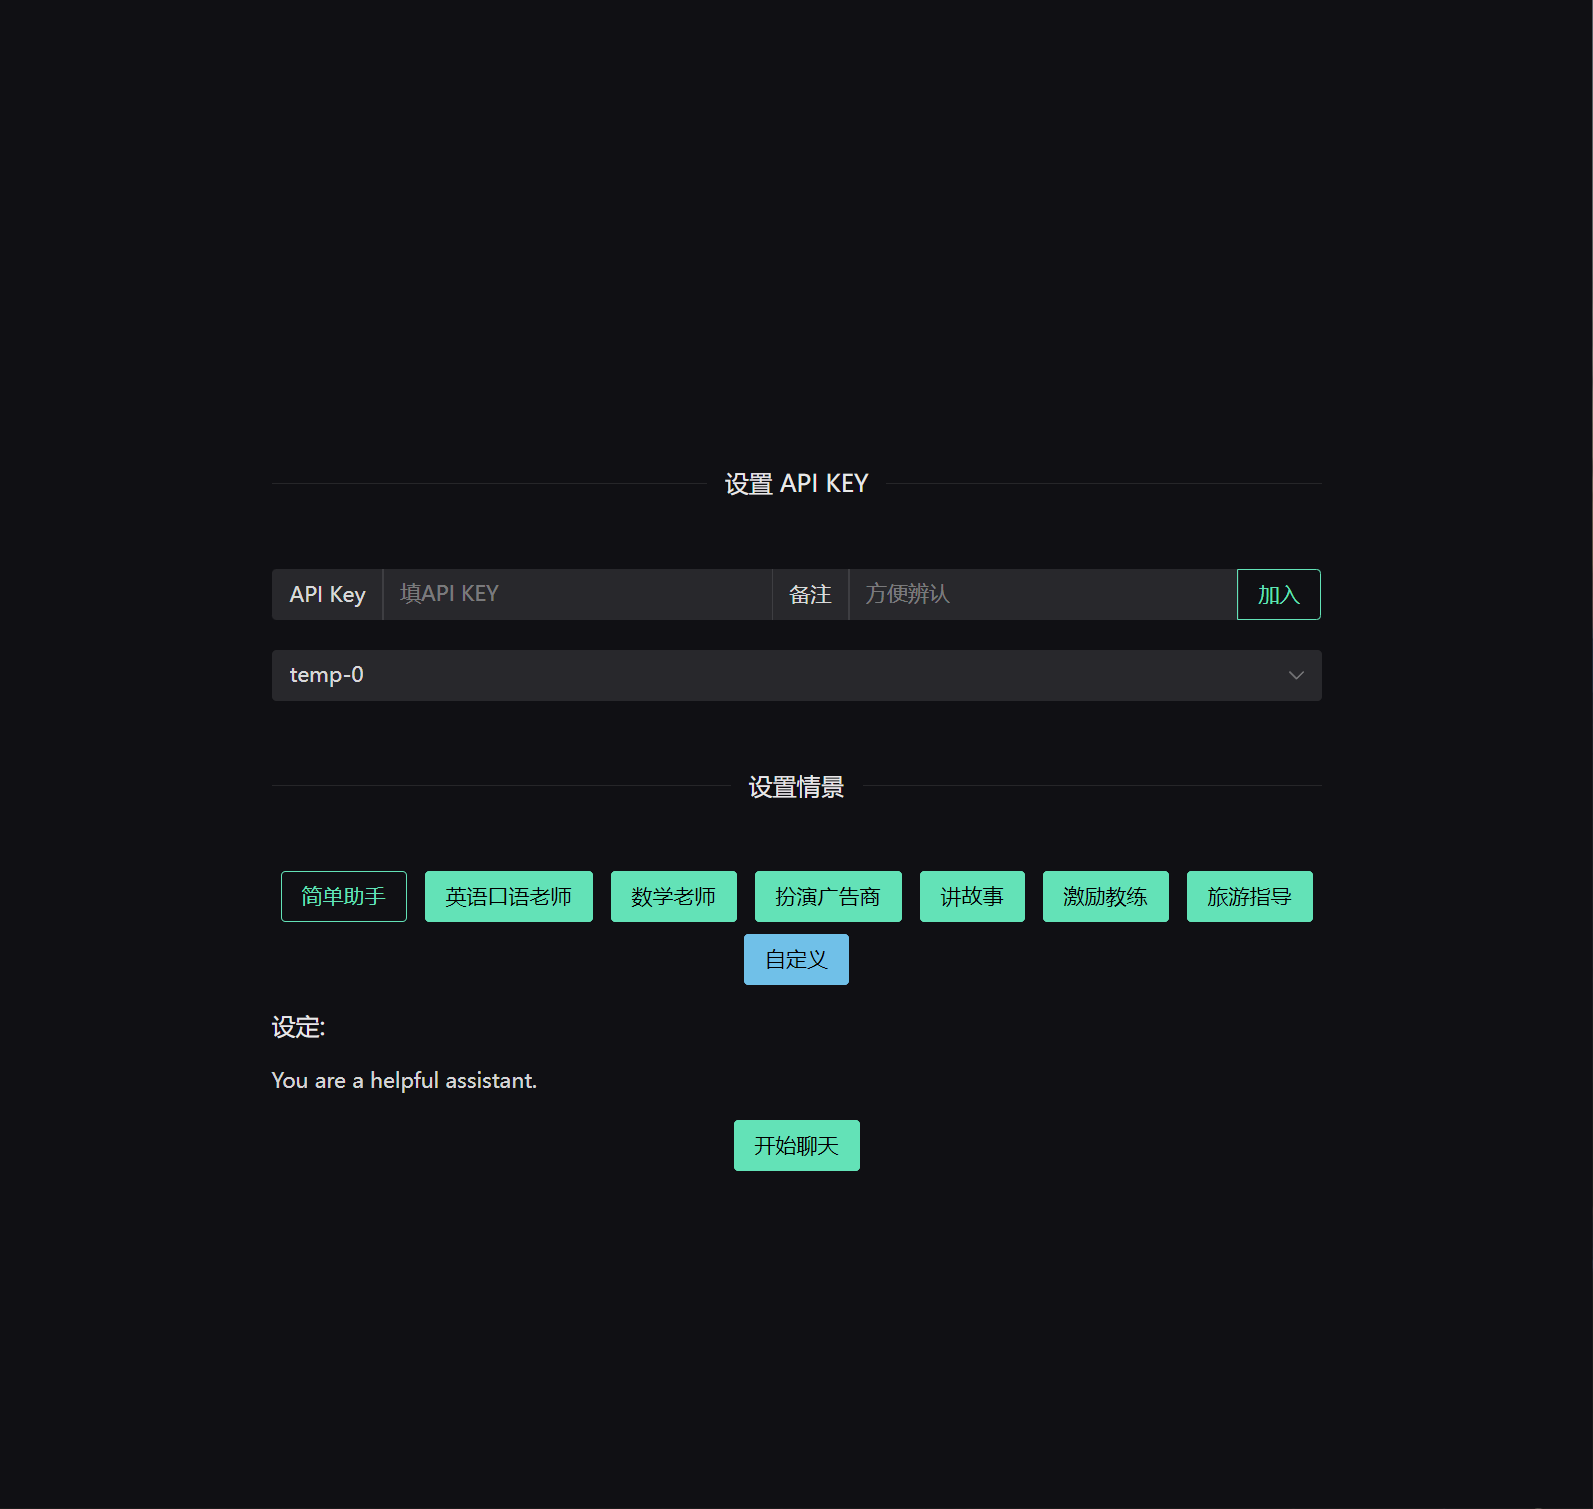 设置 API KEY
API Key 填API KEY 备注 方便辨认 加入
temp-0
设置情景
简单助手 英语口语老师 数学老师 扮演广告商 讲故事 激励教练 旅游指导
自定义
设定:
You are a helpful assistant.
开始聊天